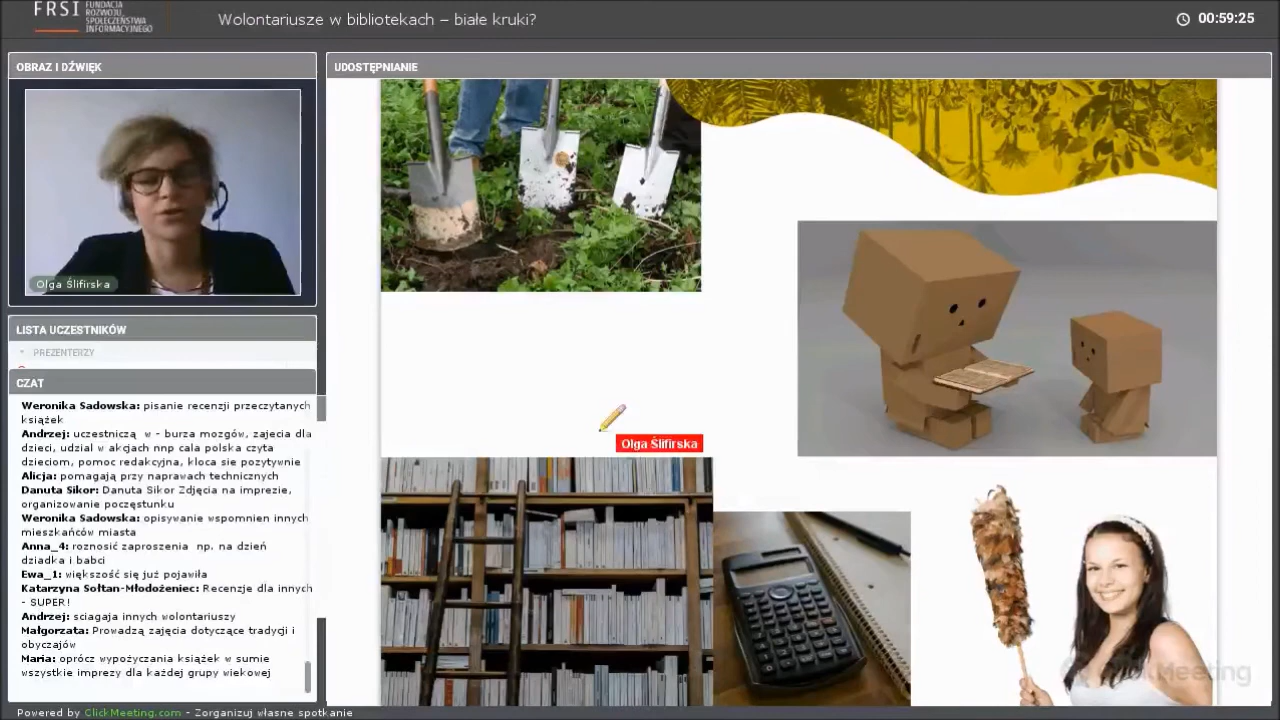 FRSI FUNDACJA
ROZWOJU
SPOŁECZEŃSTWA
INFORMACYJNEGO
Wolontariusze w bibliotekach – białe kruki?
00:59:25
OBRAZ I DŹWIĘK
Olga Ślifirska
LISTA UCZESTNIKÓW
PREZENTERZY
CZAT
Weronika Sadowska: pisanie recenzji przeczytanych
książek
Andrzej: uczestniczą w - burza mozgów, zajecia dla
dzieci, udzial w akcjach nnp cala polska czyta
dzieciom, pomoc redakcyjna, kloca sie pozytywnie
Alicja: pomagają przy naprawach technicznych
Danuta Sikor: Danuta Sikor Zdjęcia na imprezie,
organizowanie poczęstunku
Weronika Sadowska: opisywanie wspomnien innych
mieszkańców miasta
Anna_4: roznosić zaproszenia np. na dzień
dziadka i babci
Ewa_1: większość się już pojawiła
Katarzyna Sołtan-Młodożeniec: Recenzje dla innych
- SUPER!
Andrzej: sciagaja innych wolontariuszy
Małgorzata: Prowadzą zajęcia dotyczące tradycji i
obyczajów
Maria: oprócz wypożyczania książek w sumie
wszystkie imprezy dla każdej grupy wiekowej
UDOSTĘPNIANIE
Olga Ślifirska
ClickMeeting
Powered by ClickMeeting.com - Zorganizuj własne spotkanie